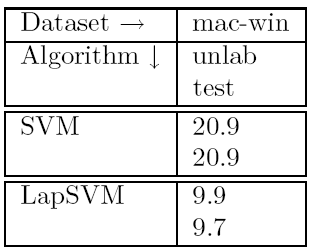 Dataset → mac-win
Algorithm ↓ unlab
test
SVM 20.9
20.9
LapSVM 9.9
9.7